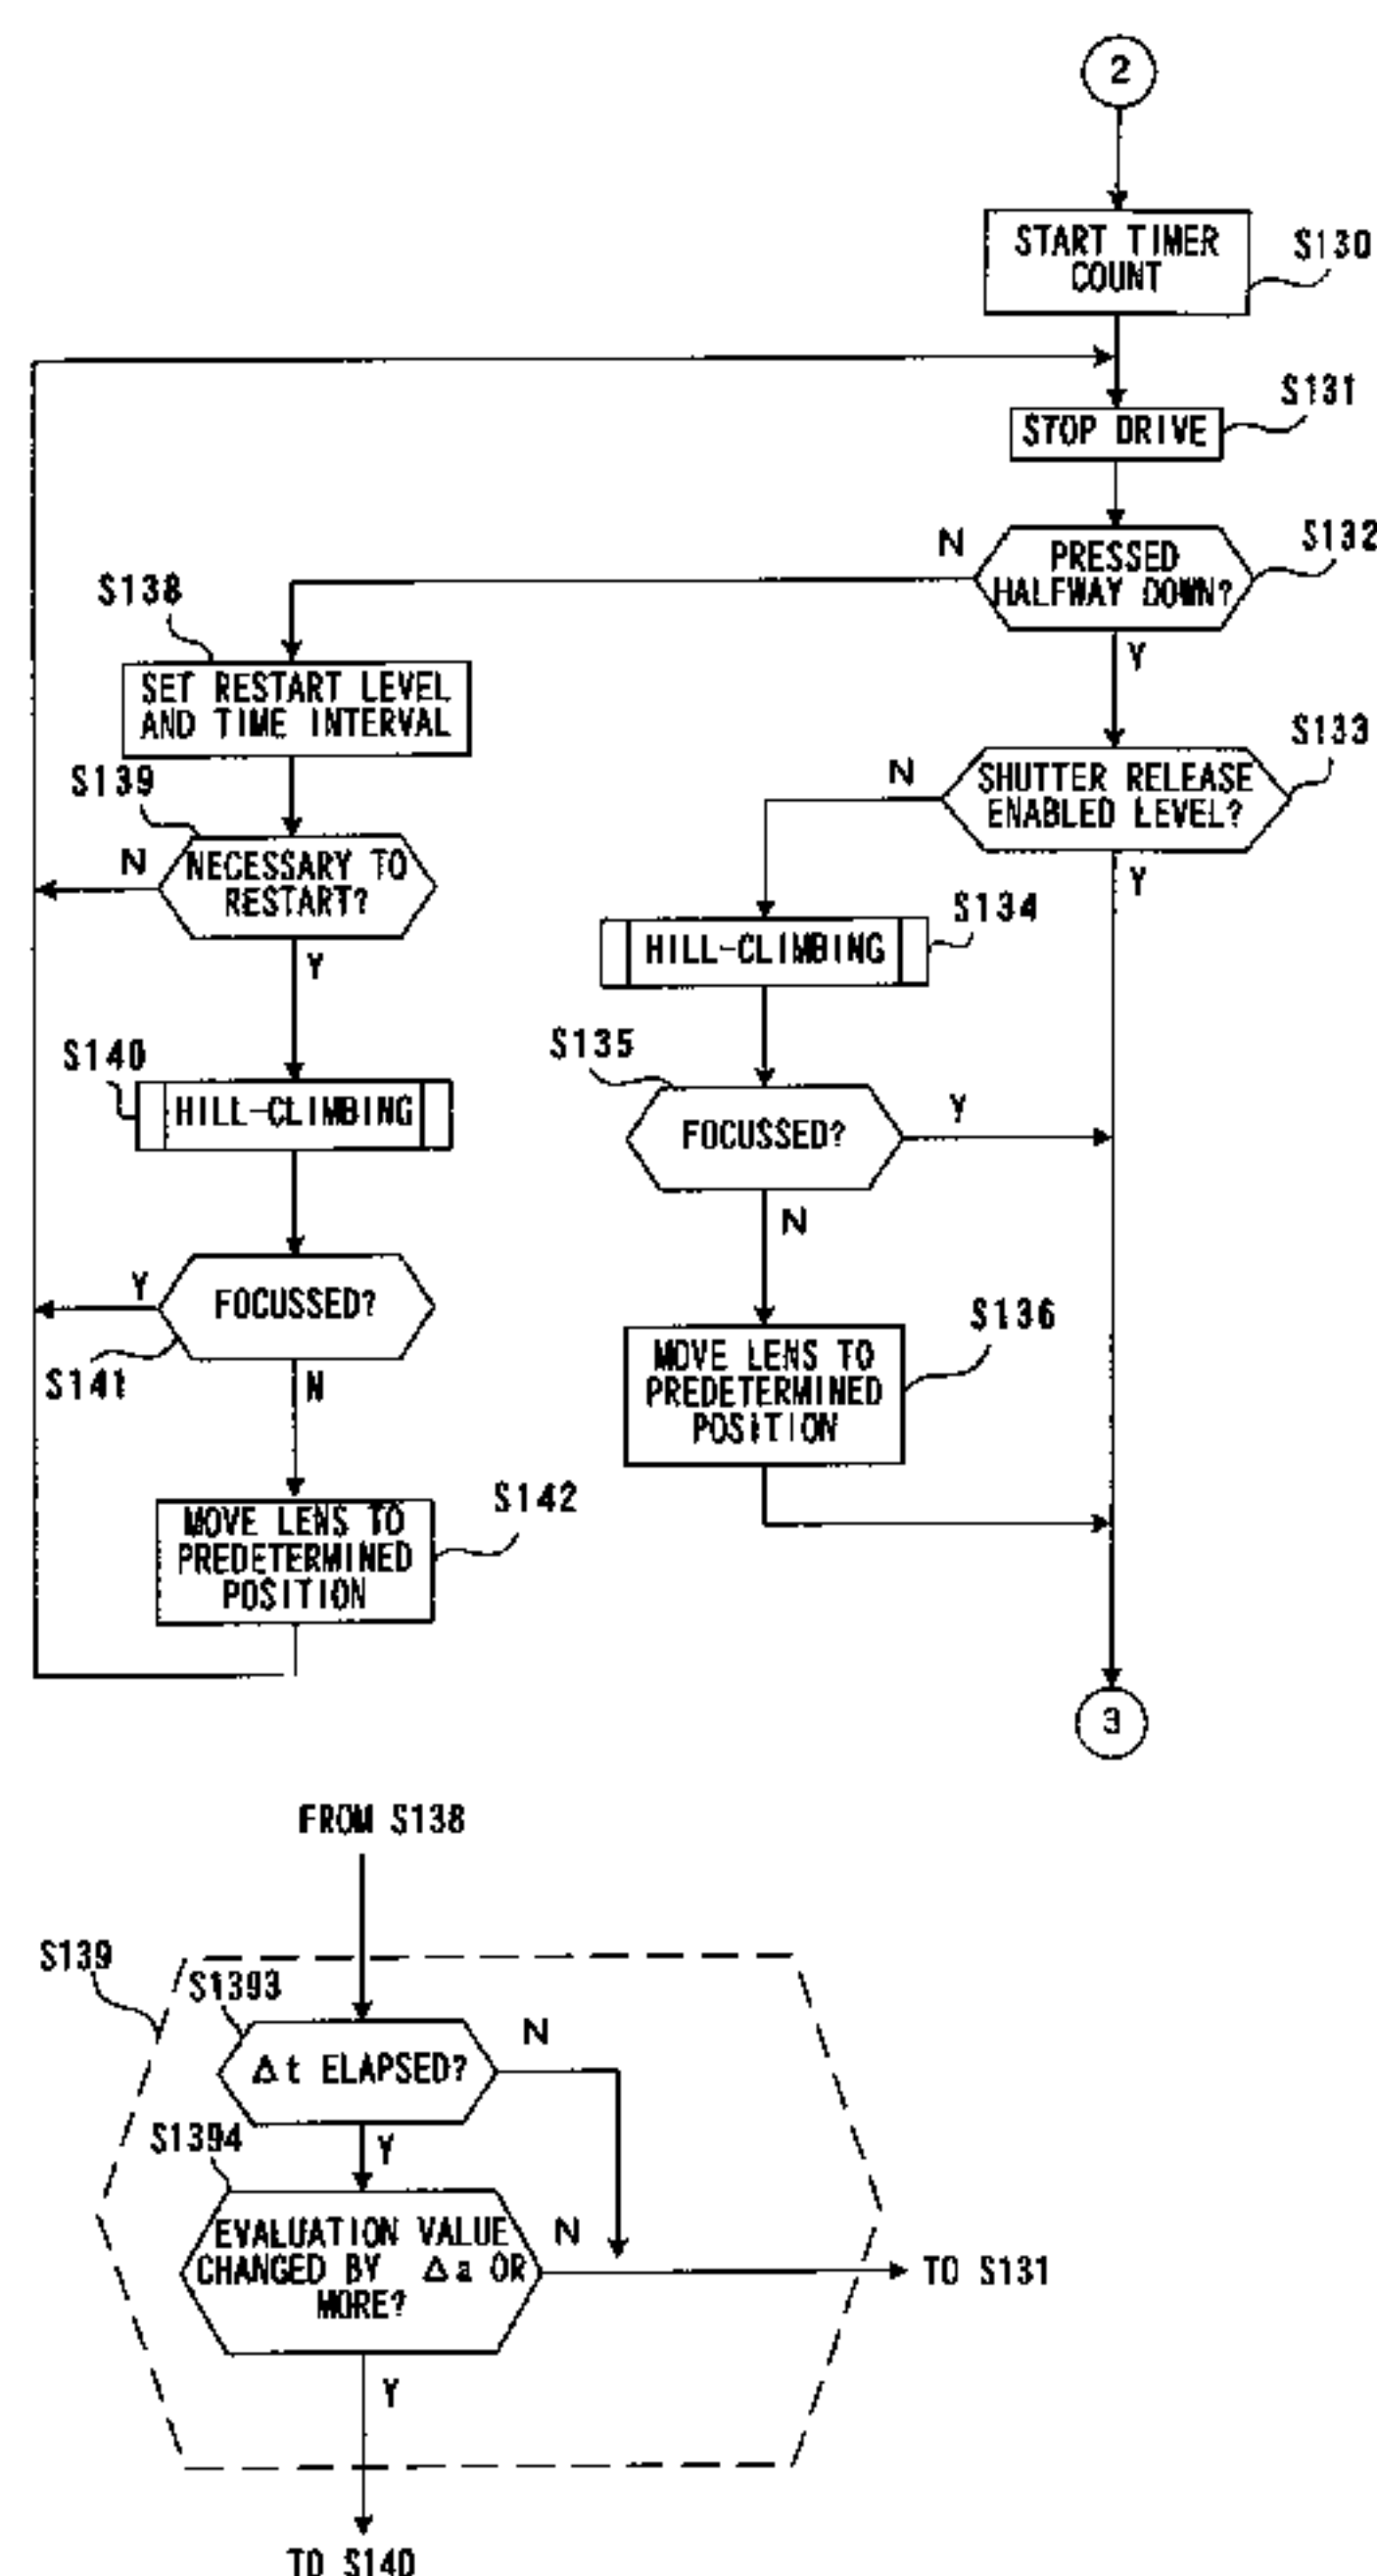 2
START TIMER
COUNT
S130
STOP DRIVE
S131
PRESSED
HALFWAY DOWN?
S132
N
Y
S138
SET RESTART LEVEL
AND TIME INTERVAL
SHUTTER RELEASE
ENABLED LEVEL?
S133
N
Y
S139
NECESSARY TO
RESTART?
N
Y
HILL-CLIMBING
S134
S135
FOCUSSED?
Y
N
S140
HILL-CLIMBING
FOCUSSED?
Y
S141
N
MOVE LENS TO
PREDETERMINED
POSITION
S136
MOVE LENS TO
PREDETERMINED
POSITION
S142
3
FROM S138
S139
S1393
Δt ELAPSED?
N
Y
S1394
EVALUATION VALUE
CHANGED BY Δa OR
MORE?
N
TO S131
Y
TO S140